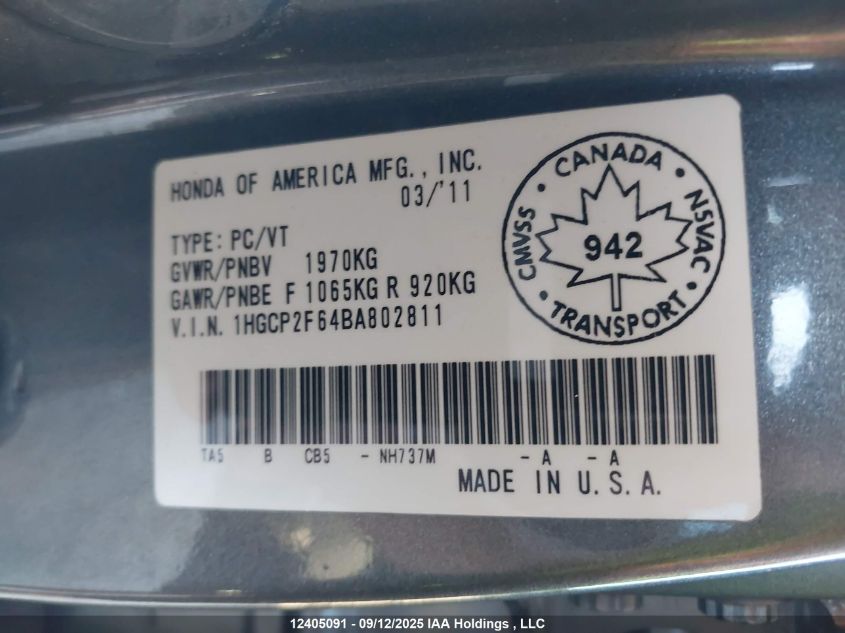 HONDA OF AMERICA MFG., INC.
03/'11
TYPE: PC/VT
GVWR/PNBV 1970KG
GAWR/PNBE F 1065KG R 920KG
V.I.N. 1HGCP2F64BA802811
CANADA
CMVSS
NSVAC
942
TRANSPORT
TA5 B CB5 - NH737M - A - A
MADE IN U.S.A.
12405091 - 09/12/2025 IAA Holdings , LLC